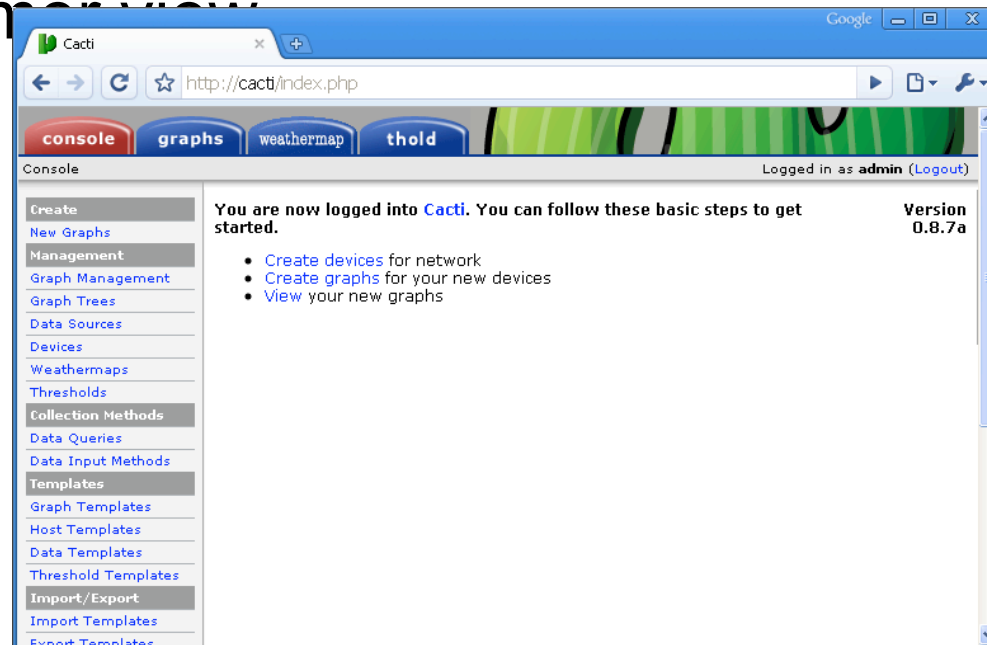 Google
Cacti
http://cacti/index.php
console graphs weathermap thold
Console
Logged in as admin (Logout)
Create
New Graphs
Management
Graph Management
Graph Trees
Data Sources
Devices
Weathermaps
Thresholds
Collection Methods
Data Queries
Data Input Methods
Templates
Graph Templates
Host Templates
Data Templates
Threshold Templates
Import/Export
Import Templates
Export Templates
You are now logged into Cacti. You can follow these basic steps to get
started.
Version
0.8.7a
• Create devices for network
• Create graphs for your new devices
• View your new graphs